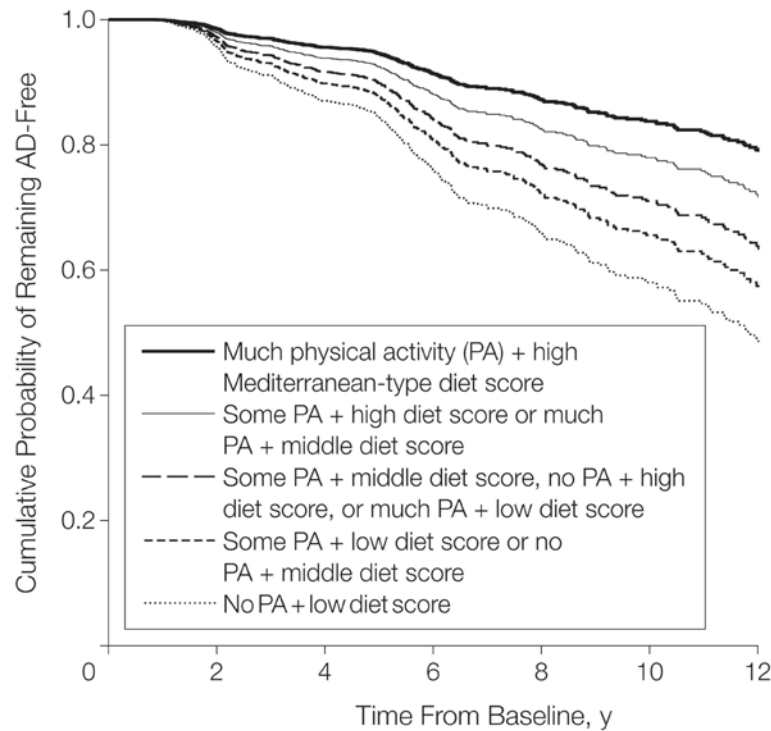 1.0
0.8
0.6
0.4
0.2
Cumulative Probability of Remaining AD-Free
Much physical activity (PA) + high
Mediterranean-type diet score
Some PA + high diet score or much
PA + middle diet score
Some PA + middle diet score, no PA + high
diet score, or much PA + low diet score
Some PA + low diet score or no
PA + middle diet score
No PA + low diet score
0 2 4 6 8 10 12
Time From Baseline, y